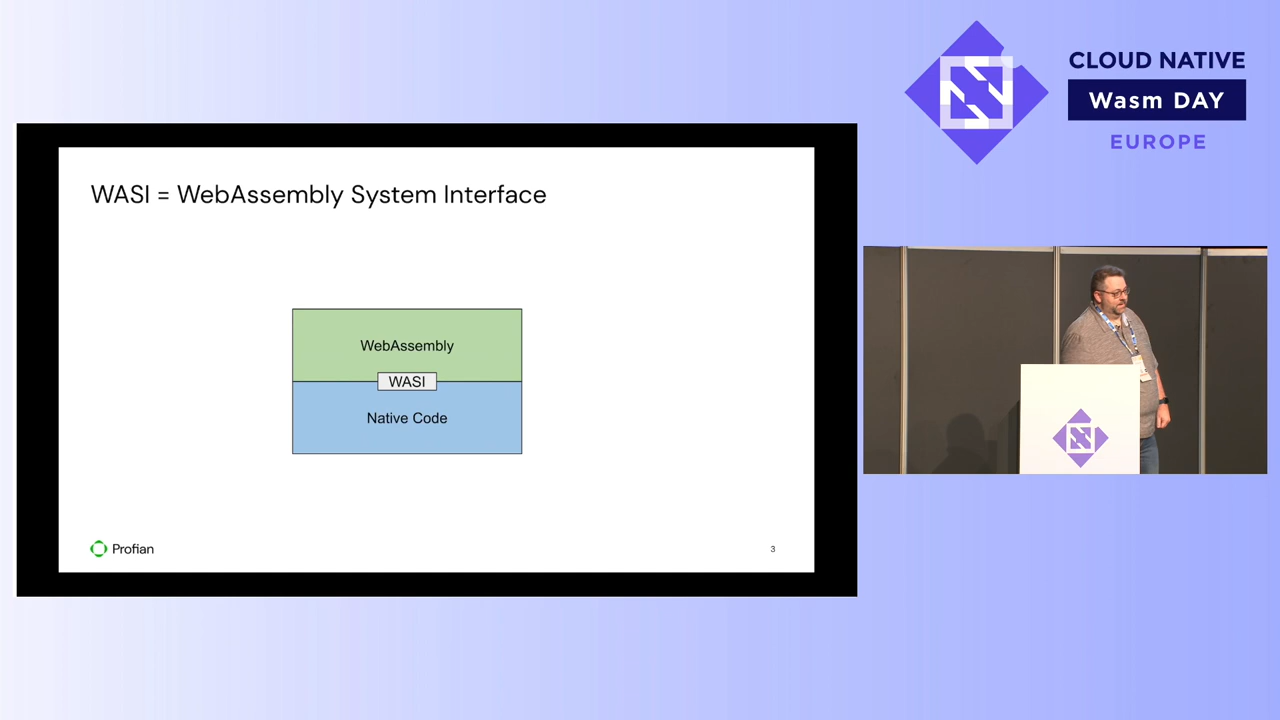 CLOUD NATIVE
Wasm DAY
EUROPE
WASI = WebAssembly System Interface
WebAssembly
WASI
Native Code
Profian
3